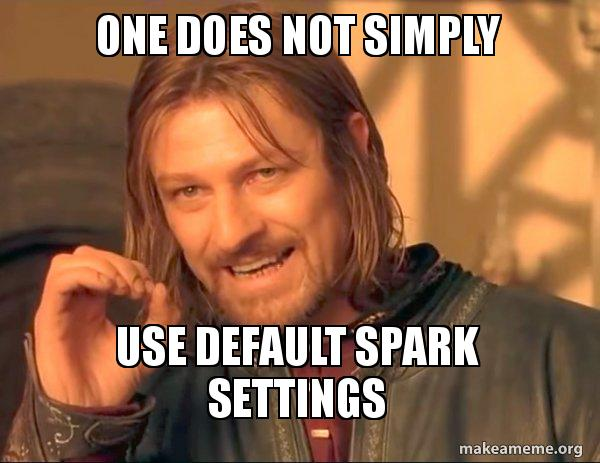 ONE DOES NOT SIMPLY
USE DEFAULT SPARK
SETTINGS
makeameme.org